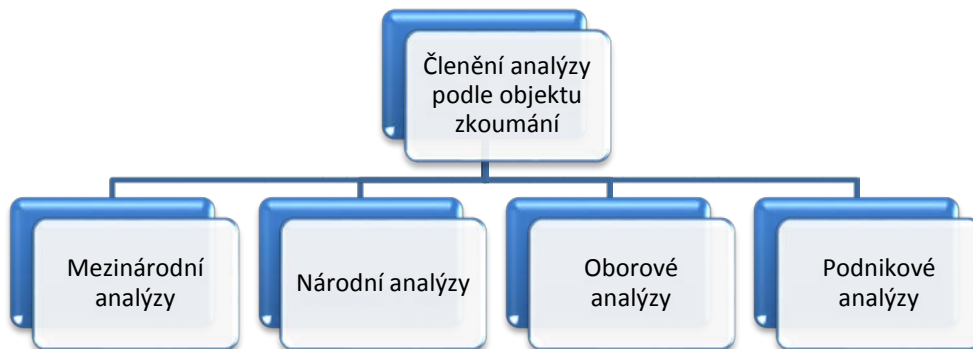 Členění analýzy
podle objektu
zkoumání
Mezinárodní
analýzy
Národní analýzy
Oborové
analýzy
Podnikové
analýzy